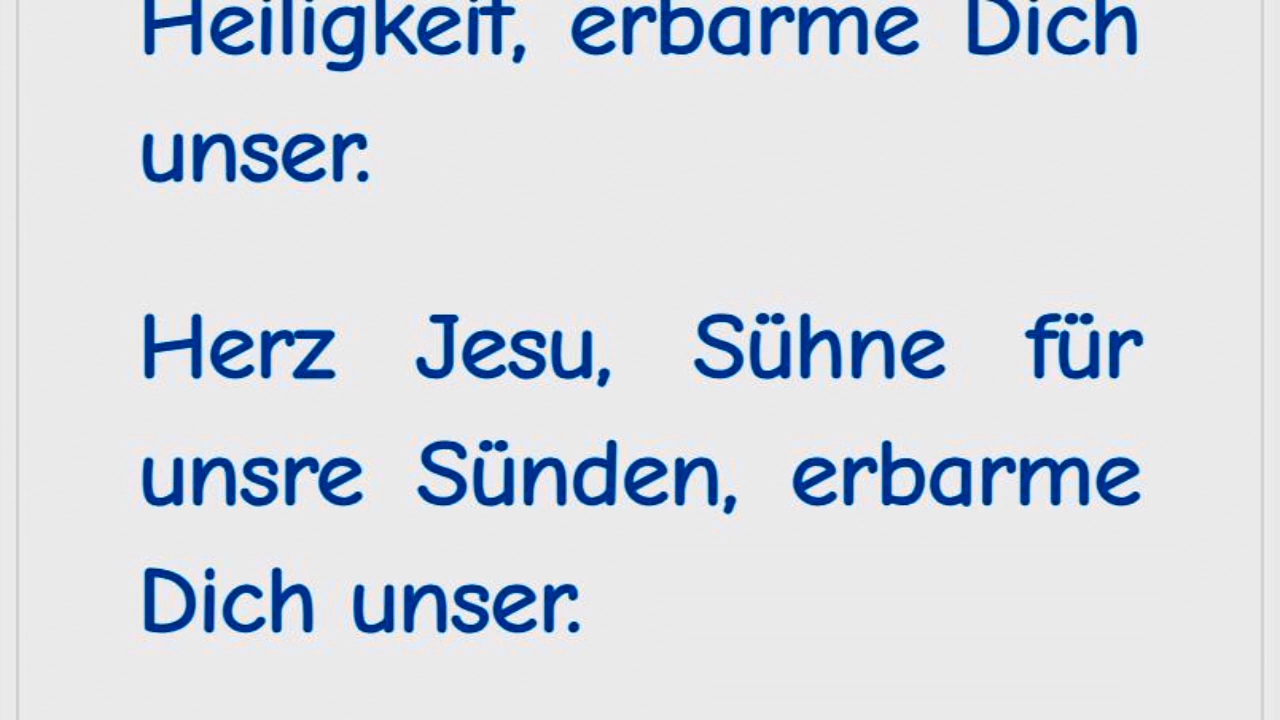 Heiligkeit, erbarme Dich
unser.
Herz Jesu, Sühne für
unsre Sünden, erbarme
Dich unser.